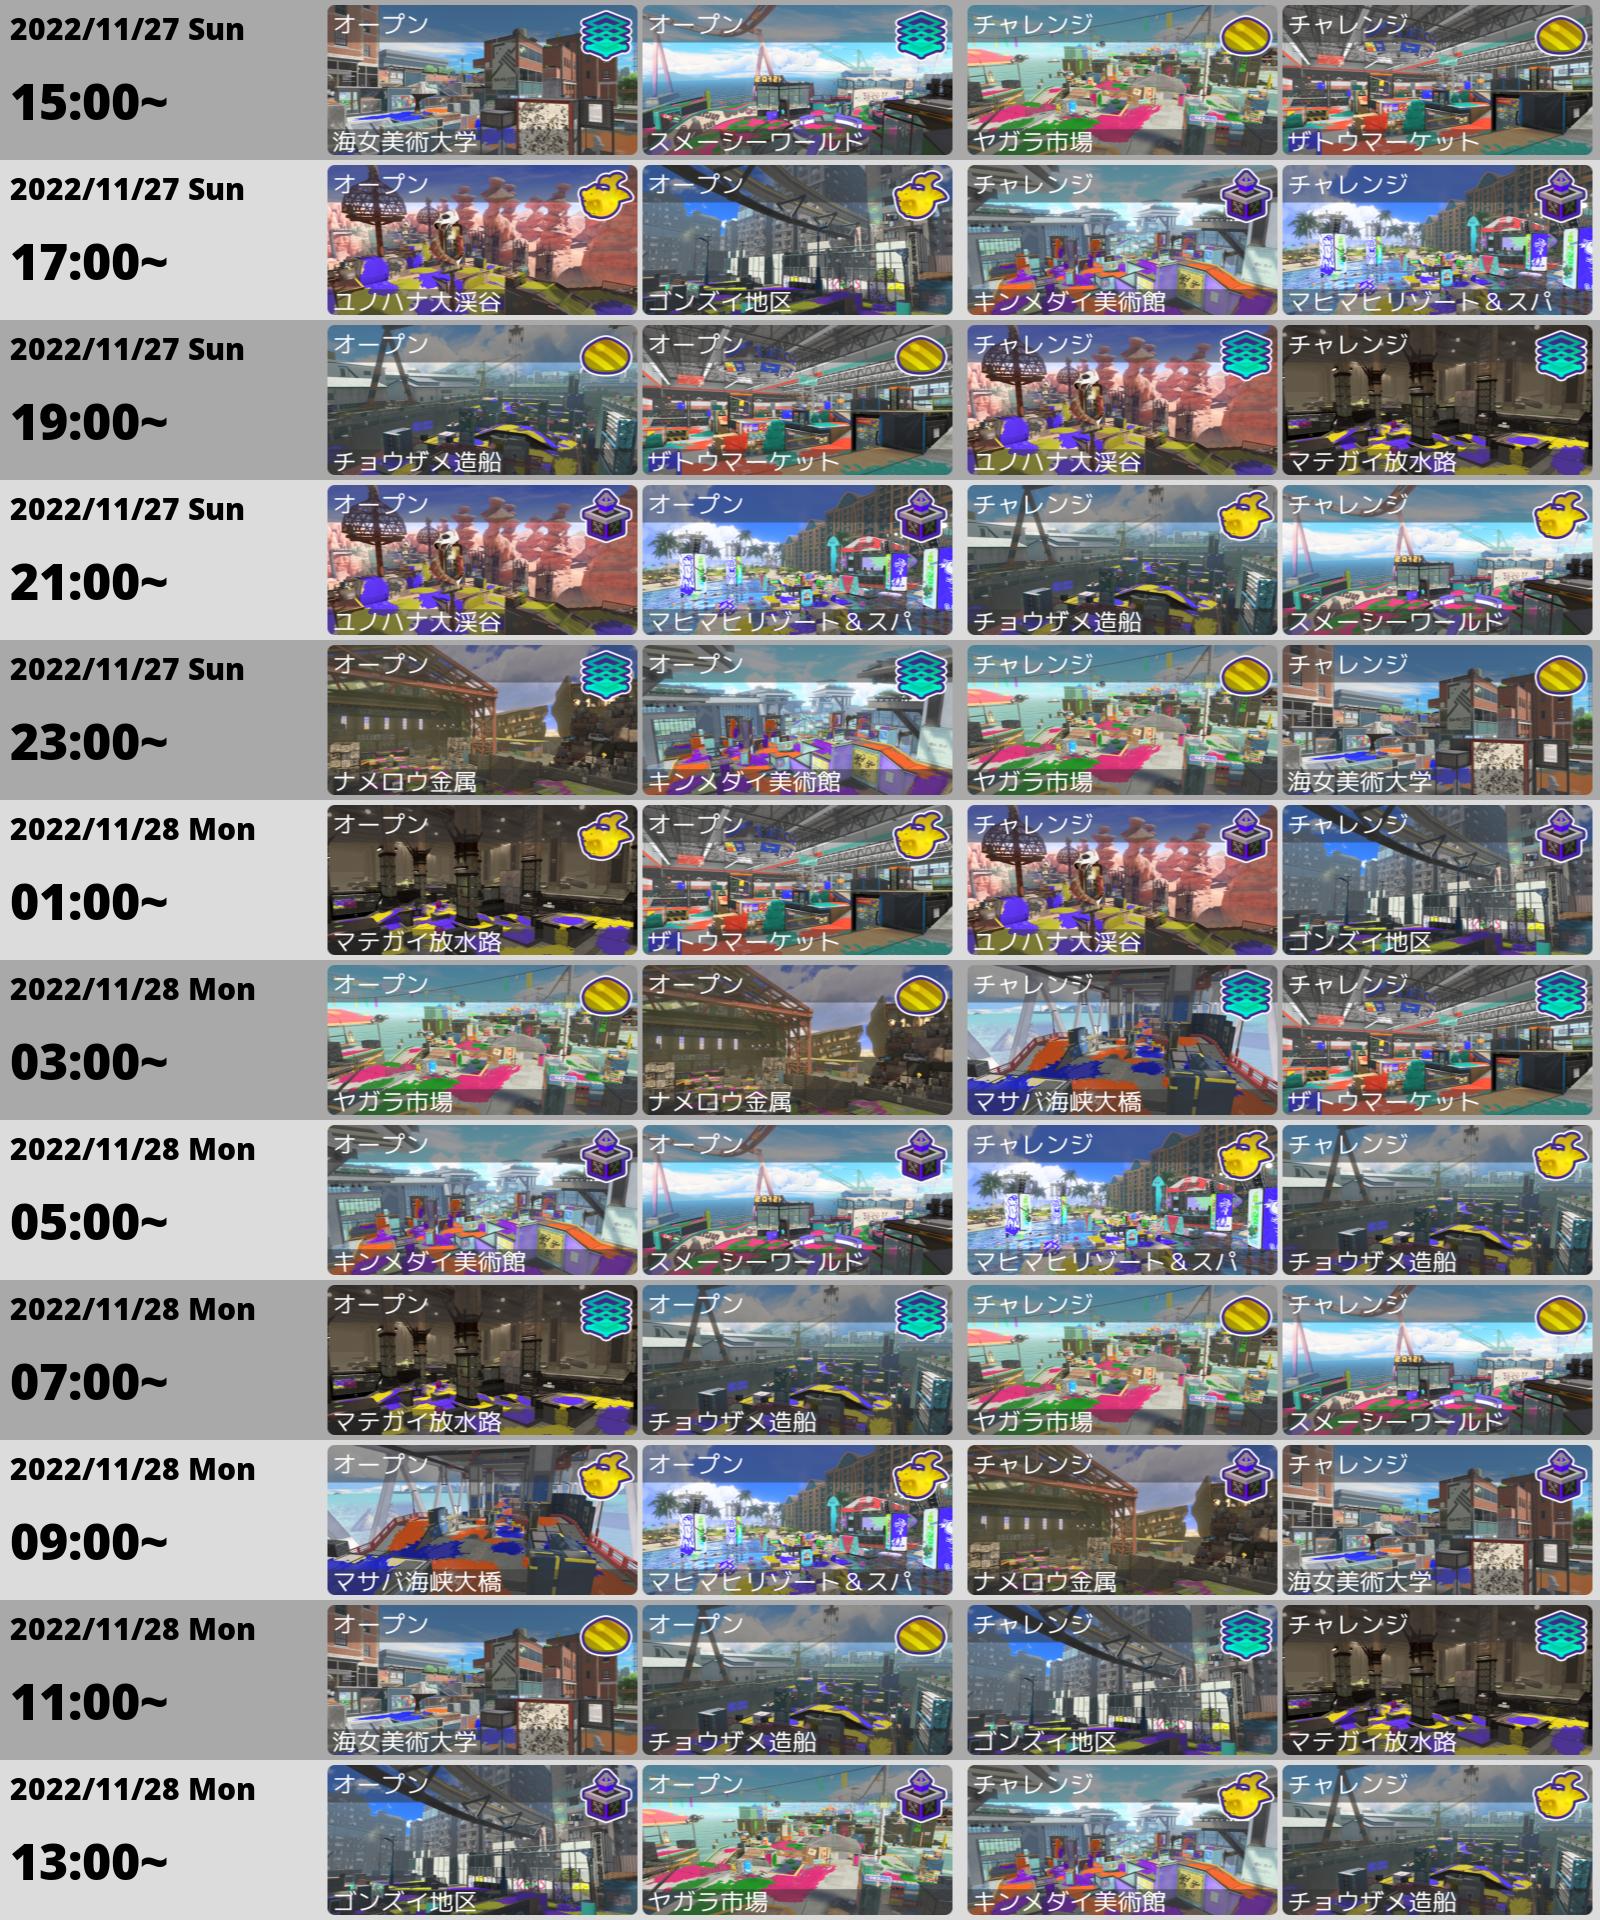 2022/11/27 Sun
15:00~
オープン
海女美術大学
オープン
スメーシーワールド
チャレンジ
ヤガラ市場
チャレンジ
ザトウマーケット
2022/11/27 Sun
17:00~
オープン
ユノハナ大渓谷
オープン
ゴンズイ地区
チャレンジ
キンメダイ美術館
チャレンジ
マヒマヒリゾート＆スパ
2022/11/27 Sun
19:00~
オープン
チョウザメ造船
オープン
ザトウマーケット
チャレンジ
ユノハナ大渓谷
チャレンジ
マテガイ放水路
2022/11/27 Sun
21:00~
オープン
ユノハナ大渓谷
オープン
マヒマヒリゾート＆スパ
チャレンジ
チョウザメ造船
チャレンジ
スメーシーワールド
2022/11/27 Sun
23:00~
オープン
ナメロウ金属
オープン
キンメダイ美術館
チャレンジ
ヤガラ市場
チャレンジ
海女美術大学
2022/11/28 Mon
01:00~
オープン
マテガイ放水路
オープン
ザトウマーケット
チャレンジ
ユノハナ大渓谷
チャレンジ
ゴンズイ地区
2022/11/28 Mon
03:00~
オープン
ヤガラ市場
オープン
ナメロウ金属
チャレンジ
マサバ海峡大橋
チャレンジ
ザトウマーケット
2022/11/28 Mon
05:00~
オープン
キンメダイ美術館
オープン
スメーシーワールド
チャレンジ
マヒマヒリゾート＆スパ
チャレンジ
チョウザメ造船
2022/11/28 Mon
07:00~
オープン
マテガイ放水路
オープン
チョウザメ造船
チャレンジ
ヤガラ市場
チャレンジ
スメーシーワールド
2022/11/28 Mon
09:00~
オープン
マサバ海峡大橋
オープン
マヒマヒリゾート＆スパ
チャレンジ
ナメロウ金属
チャレンジ
海女美術大学
2022/11/28 Mon
11:00~
オープン
海女美術大学
オープン
チョウザメ造船
チャレンジ
ゴンズイ地区
チャレンジ
マテガイ放水路
2022/11/28 Mon
13:00~
オープン
ゴンズイ地区
オープン
ヤガラ市場
チャレンジ
キンメダイ美術館
チャレンジ
チョウザメ造船